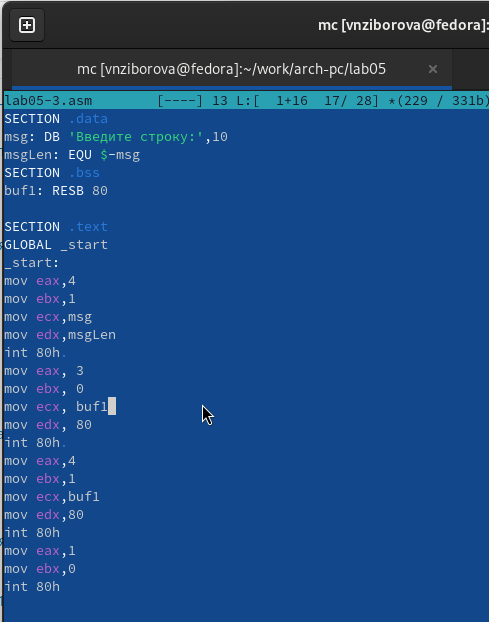 mc [vnziborova@fedora]:
mc [vnziborova@fedora]:~/work/arch-pc/lab05 ×
lab05-3.asm [----] 13 L:[ 1+16 17/ 28] *(229 / 331b)
SECTION .data
msg: DB 'Введите строку:',10
msgLen: EQU $-msg
SECTION .bss
buf1: RESB 80
SECTION .text
GLOBAL _start
_start:
mov eax,4
mov ebx,1
mov ecx,msg
mov edx,msgLen
int 80h
mov eax, 3
mov ebx, 0
mov ecx, buf1
mov edx, 80
int 80h
mov eax,4
mov ebx,1
mov ecx,buf1
mov edx,80
int 80h
mov eax,1
mov ebx,0
int 80h